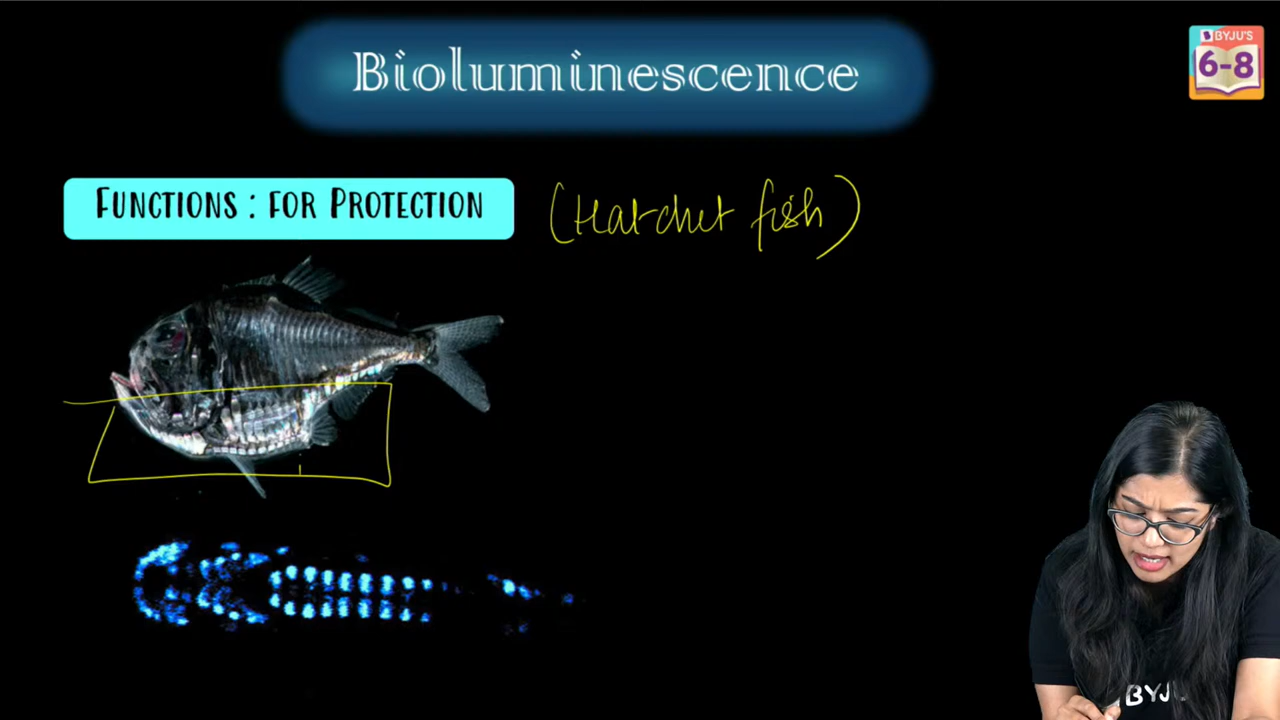 Bioluminescence
BYJU'S
6-8
FUNCTIONS : FOR PROTECTION
(Hatchet fish)
BYJU